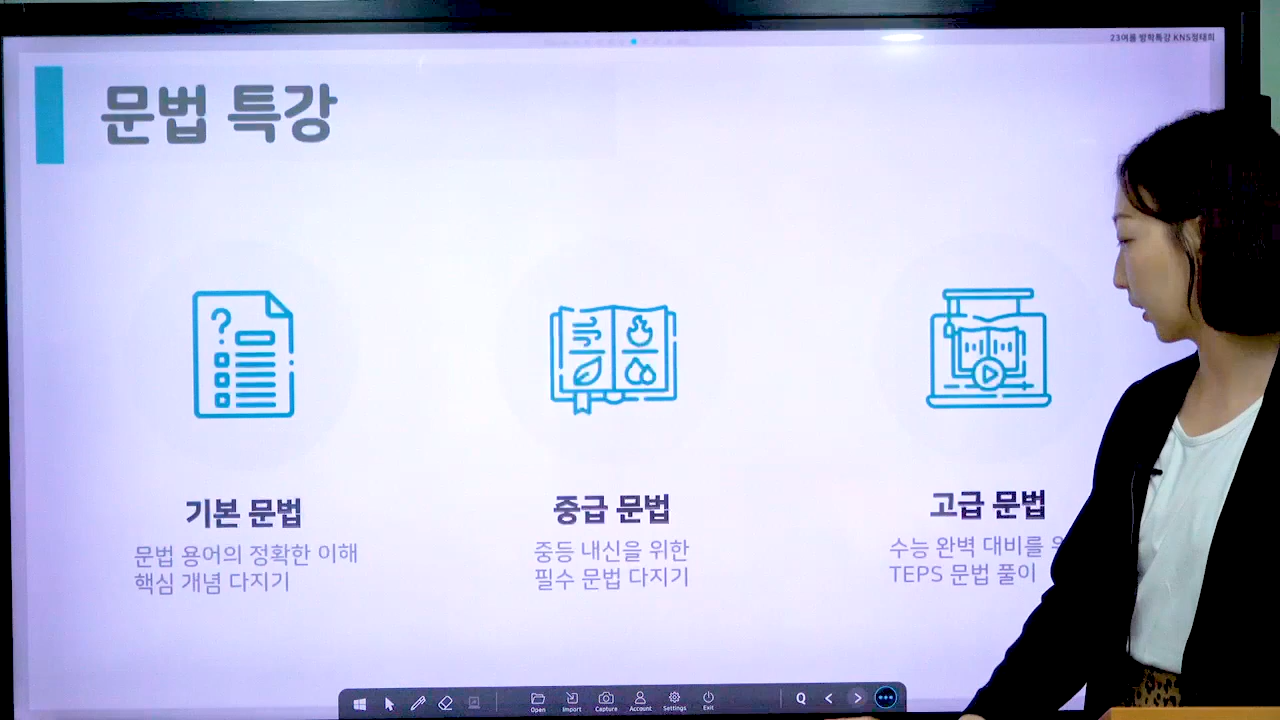 23여름 방학특강 KNS정태희
문법 특강
?
기본 문법
문법 용어의 정확한 이해
핵심 개념 다지기
중급 문법
중등 내신을 위한
필수 문법 다지기
고급 문법
수능 완벽 대비를
TEPS 문법 풀이
Open
Import
Capture
Account
Settings
Exit